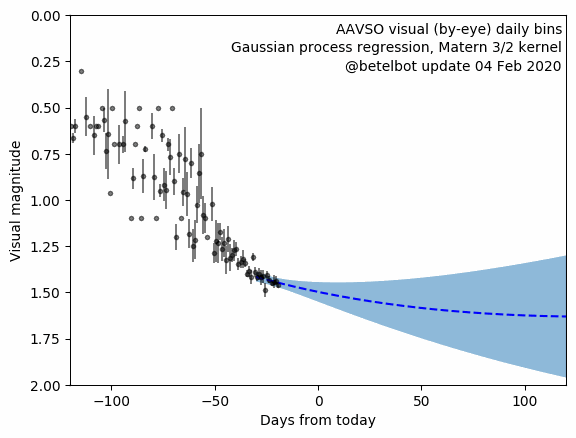 AAVSO visual (by-eye) daily bins
Gaussian process regression, Matern 3/2 kernel
@betelbot update 04 Feb 2020
0.00
0.25
0.50
0.75
1.00
1.25
1.50
1.75
2.00
Visual magnitude
−100
−50
0
50
100
Days from today